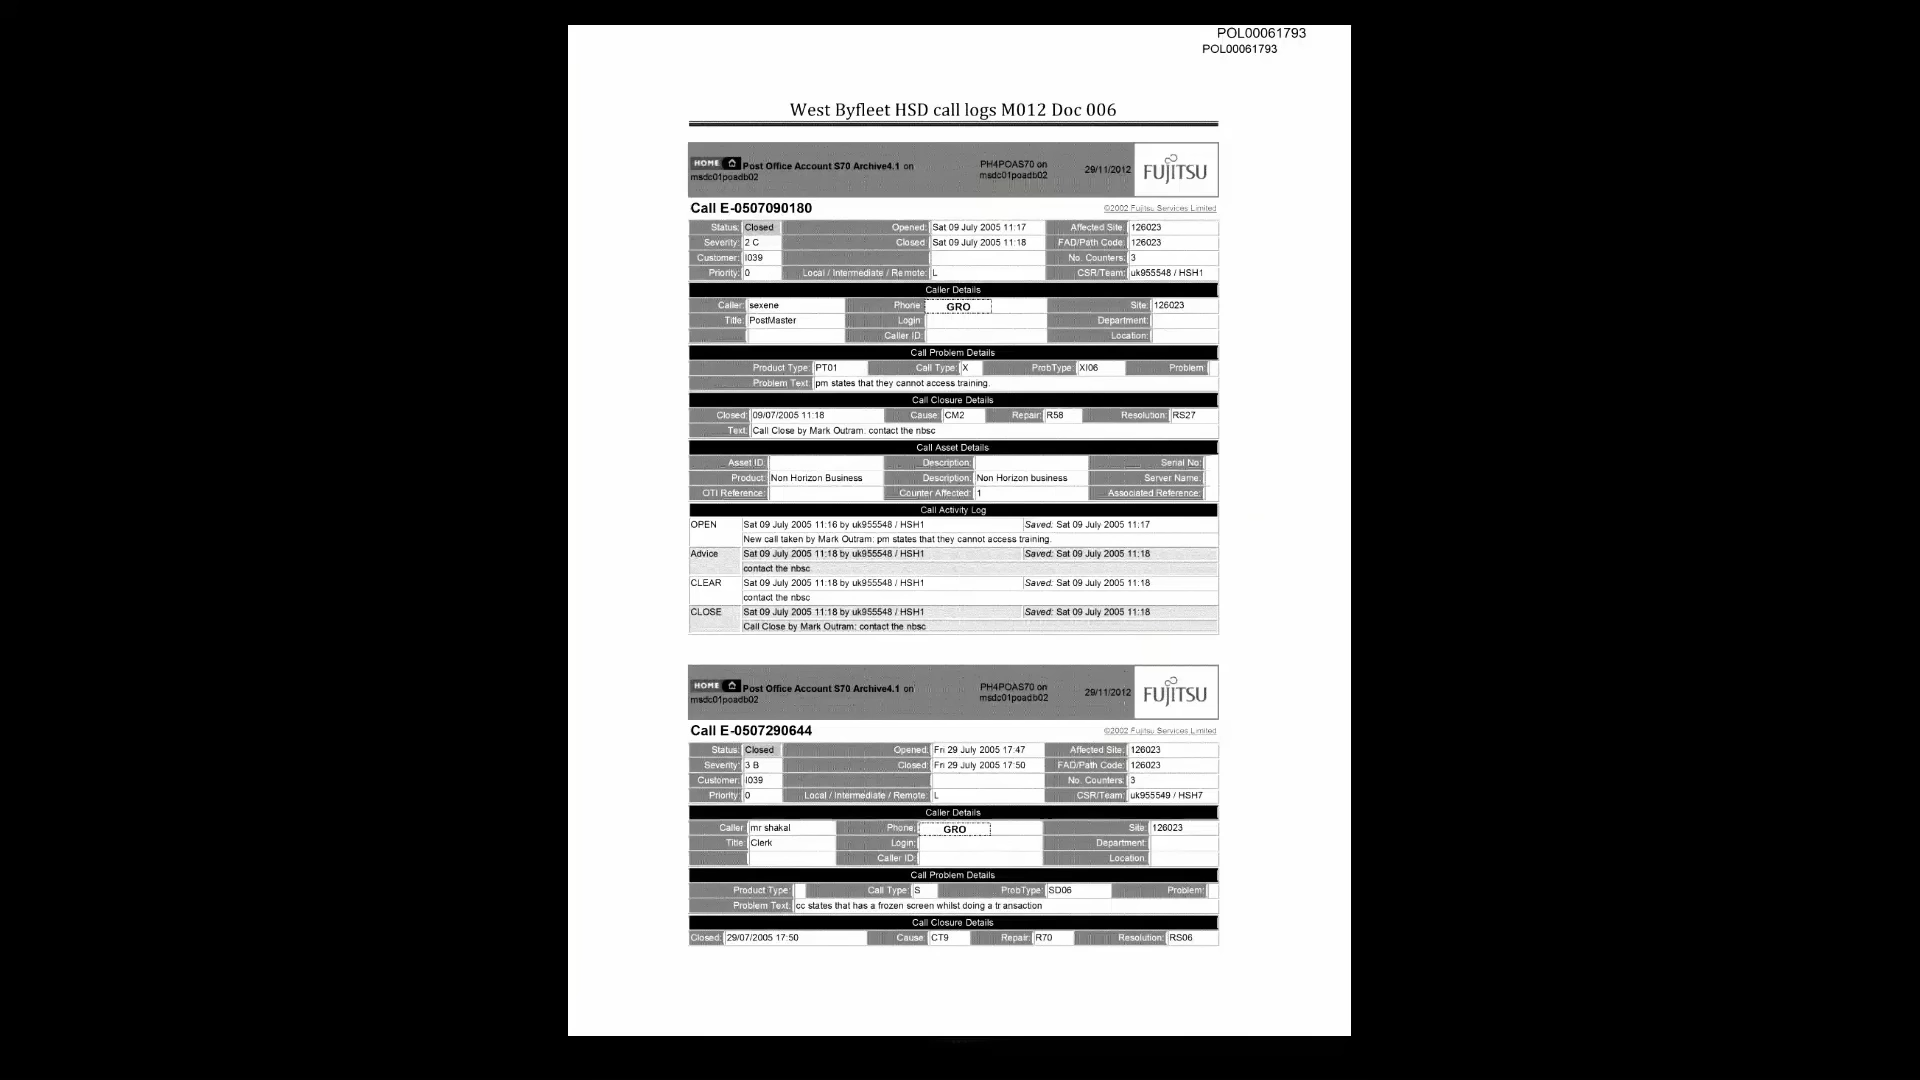 POL00061793
POL00061793
West Byfleet HSD call logs M012 Doc 006
HOME Post Office Account S70 Archive4.1 on msdc01poadb02 PH4POAS70 on msdc01poadb02 29/11/2012 FUJITSU
Call E-0507090180 ©2002 Fujitsu Services Limited
Status: Closed Opened: Sat 09 July 2005 11:17 Affected Site: 126023
Severity: 2 C Closed: Sat 09 July 2005 11:18 FAD/Path Code: 126023
Customer: I039 No. Counters: 3
Priority: 0 Local / Intermediate / Remote: L CSR/Team: uk955548 / HSH1
Caller Details
Caller: sexene Phone: GRO Site: 126023
Title: PostMaster Login: Department:
Caller ID: Location:
Call Problem Details
Product Type: PT01 Call Type: X ProbType: XI06 Problem:
Problem Text: pm states that they cannot access training.
Call Closure Details
Closed: 09/07/2005 11:18 Cause: CM2 Repair: R58 Resolution: RS27
Text: Call Close by Mark Outram: contact the nbsc
Call Asset Details
Asset ID: Description: Serial No:
Product: Non Horizon Business Description: Non Horizon business Server Name:
OTI Reference: Counter Affected: 1 Associated Reference:
Call Activity Log
OPEN Sat 09 July 2005 11:16 by uk955548 / HSH1 Saved: Sat 09 July 2005 11:17
New call taken by Mark Outram: pm states that they cannot access training.
Advice Sat 09 July 2005 11:18 by uk955548 / HSH1 Saved: Sat 09 July 2005 11:18
contact the nbsc
CLEAR Sat 09 July 2005 11:18 by uk955548 / HSH1 Saved: Sat 09 July 2005 11:18
contact the nbsc
CLOSE Sat 09 July 2005 11:18 by uk955548 / HSH1 Saved: Sat 09 July 2005 11:18
Call Close by Mark Outram: contact the nbsc
HOME Post Office Account S70 Archive4.1 on msdc01poadb02 PH4POAS70 on msdc01poadb02 29/11/2012 FUJITSU
Call E-0507290644 ©2002 Fujitsu Services Limited
Status: Closed Opened: Fri 29 July 2005 17:47 Affected Site: 126023
Severity: 3 B Closed: Fri 29 July 2005 17:50 FAD/Path Code: 126023
Customer: I039 No. Counters: 3
Priority: 0 Local / Intermediate / Remote: L CSR/Team: uk955549 / HSH7
Caller Details
Caller: mr shakal Phone: GRO Site: 126023
Title: Clerk Login: Department:
Caller ID: Location:
Call Problem Details
Product Type: Call Type: S ProbType: SD06 Problem:
Problem Text: cc states that has a frozen screen whilst doing a tr ansaction
Call Closure Details
Closed: 29/07/2005 17:50 Cause: CT9 Repair: R70 Resolution: RS06